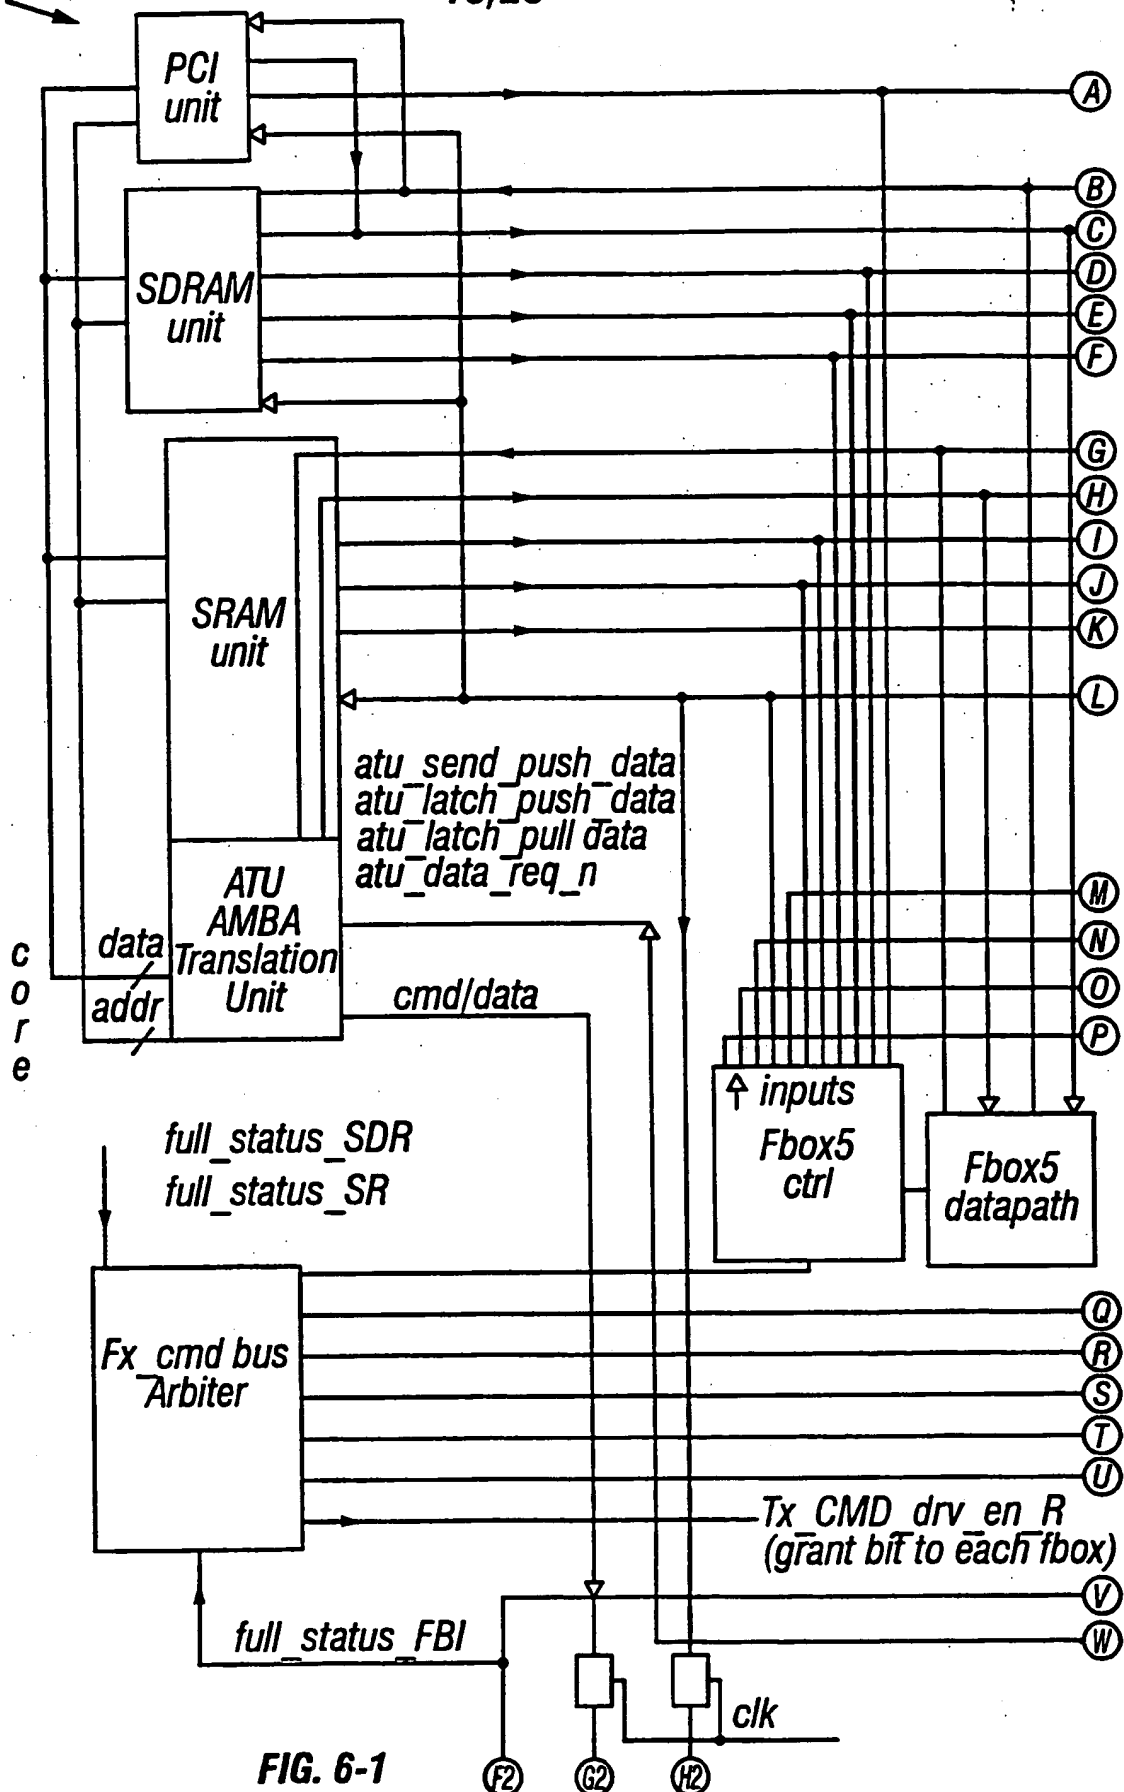 PCI
unit
A
B
C
SDRAM
unit
D
E
F
G
H
I
J
SRAM
unit
K
L
atu_send_push_data
atu_latch_push_data
atu_latch_pull data
atu_data_req_n
ATU
AMBA
Translation
Unit
core
data
addr
cmd/data
M
N
O
P
inputs
Fbox5
ctrl
Fbox5
datapath
full_status_SDR
full_status_SR
Fx_cmd bus
Arbiter
Q
R
S
T
U
Tx_CMD_drv_en_R
(grant bit to each fbox)
V
full_status_FBI
W
clk
FIG. 6-1
F2
G2
H2